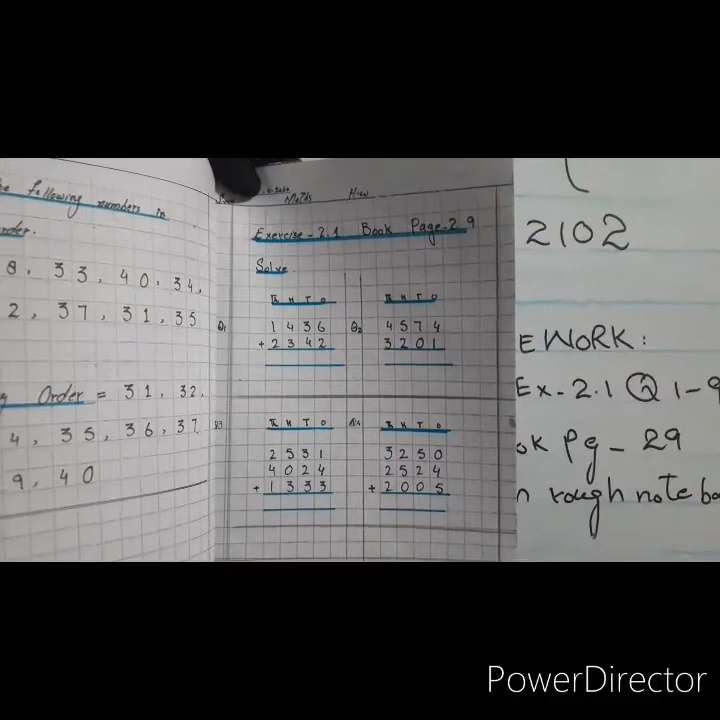 following numbers in
8, 33, 40, 34,
2, 37, 31, 35
Order = 31, 32,
4, 35, 36, 37
9, 40
Maths H.W
Exercise-2.1 Book Page-29
Solve
Th H T O Th H T O
Q1 1 4 3 6 Q2 4 5 7 4
+ 2 3 4 2 3 2 0 1
Q3 Th H T O Q4 Th H T O
2 5 3 1 3 2 5 0
4 0 2 4 2 5 2 4
+ 1 3 3 3 + 2 0 0 5
2102
E WORK:
Ex-2.1 Q 1-9
ok Pg-29
n rough note bo
PowerDirector